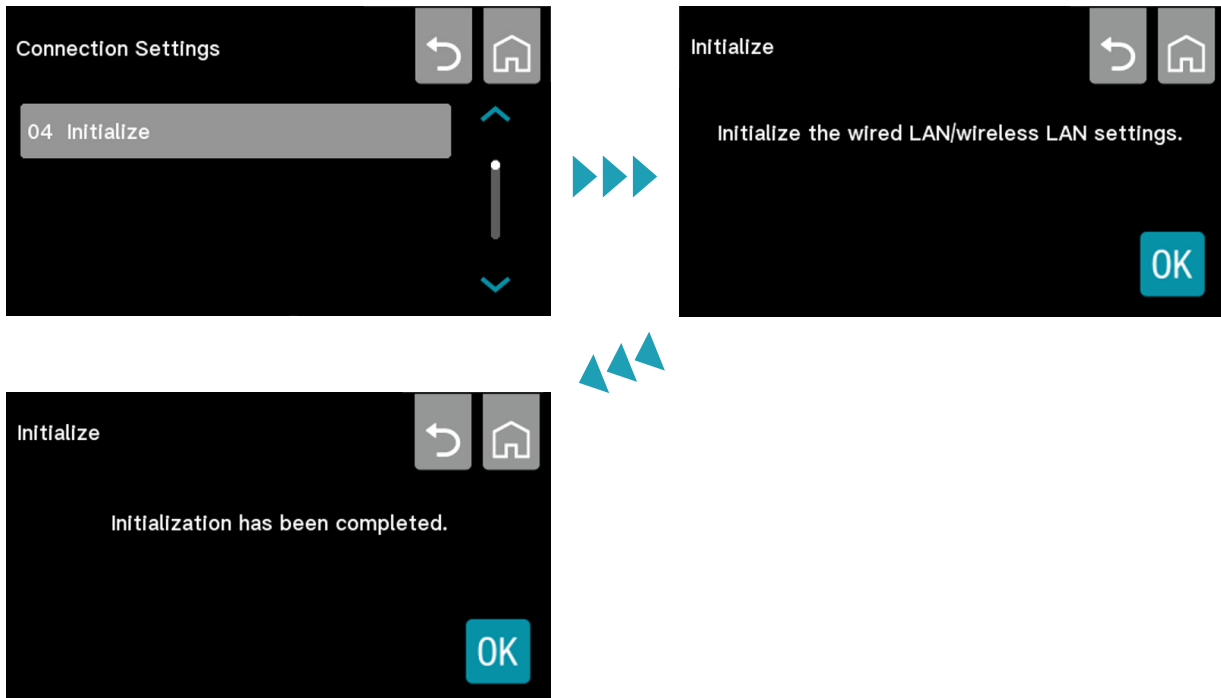 Connection Settings
04 Initialize
Initialize
Initialize the wired LAN/wireless LAN settings.
OK
Initialize
Initialization has been completed.
OK